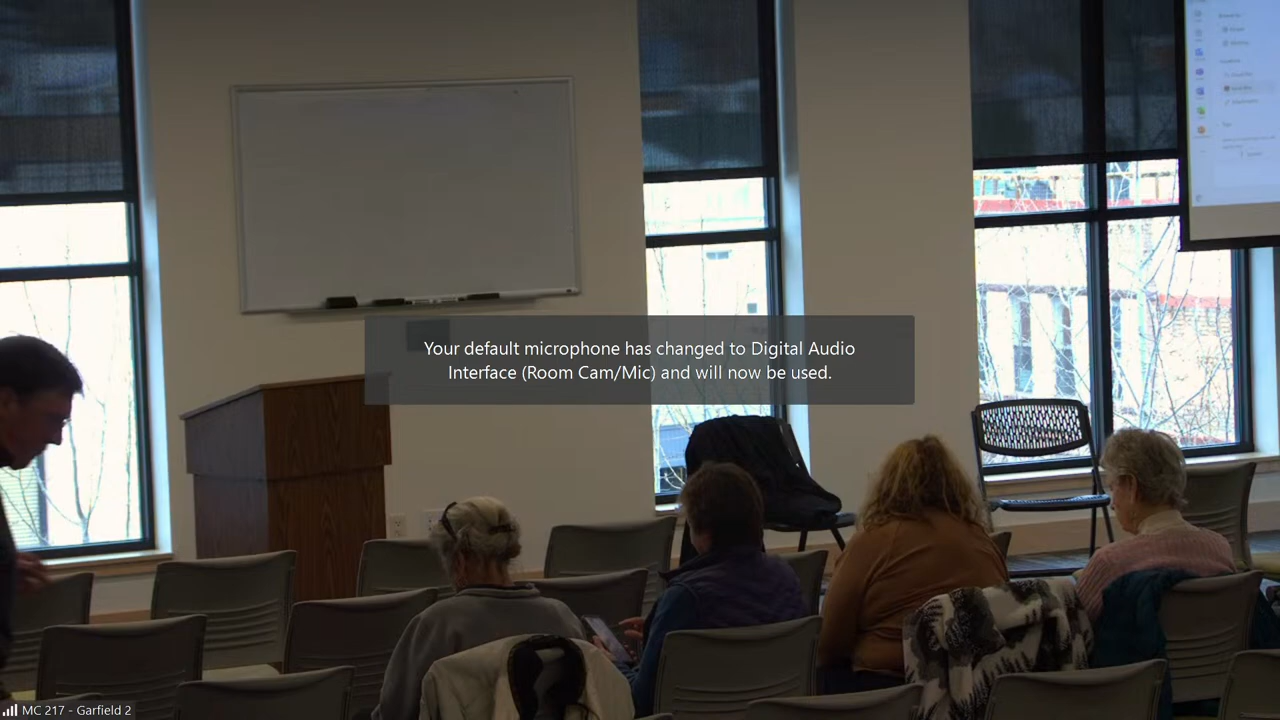 Your default microphone has changed to Digital Audio
Interface (Room Cam/Mic) and will now be used.
MC 217 - Garfield 2